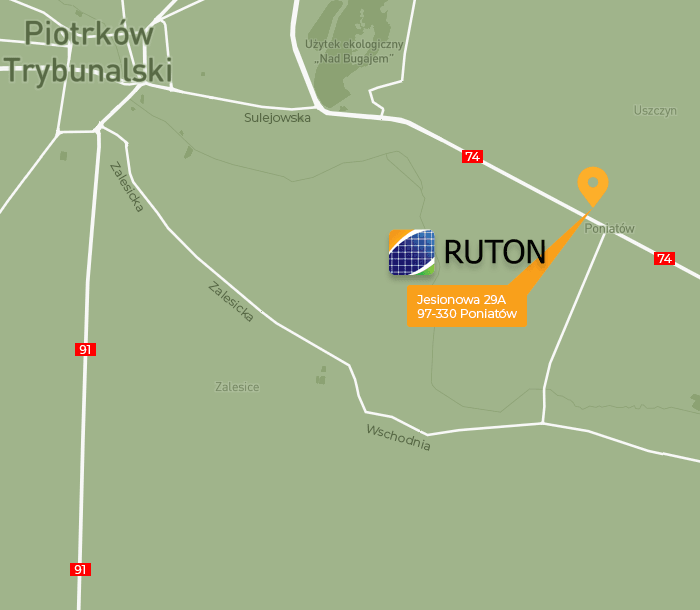 Piotrków
Trybunalski
Użytek ekologiczny
„Nad Bugajem”
Sulejowska
Uszczyn
74
Zalesicka
Poniatów
RUTON
74
Jesionowa 29A
97-330 Poniatów
Zalesicka
91
Zalesice
Wschodnia
91